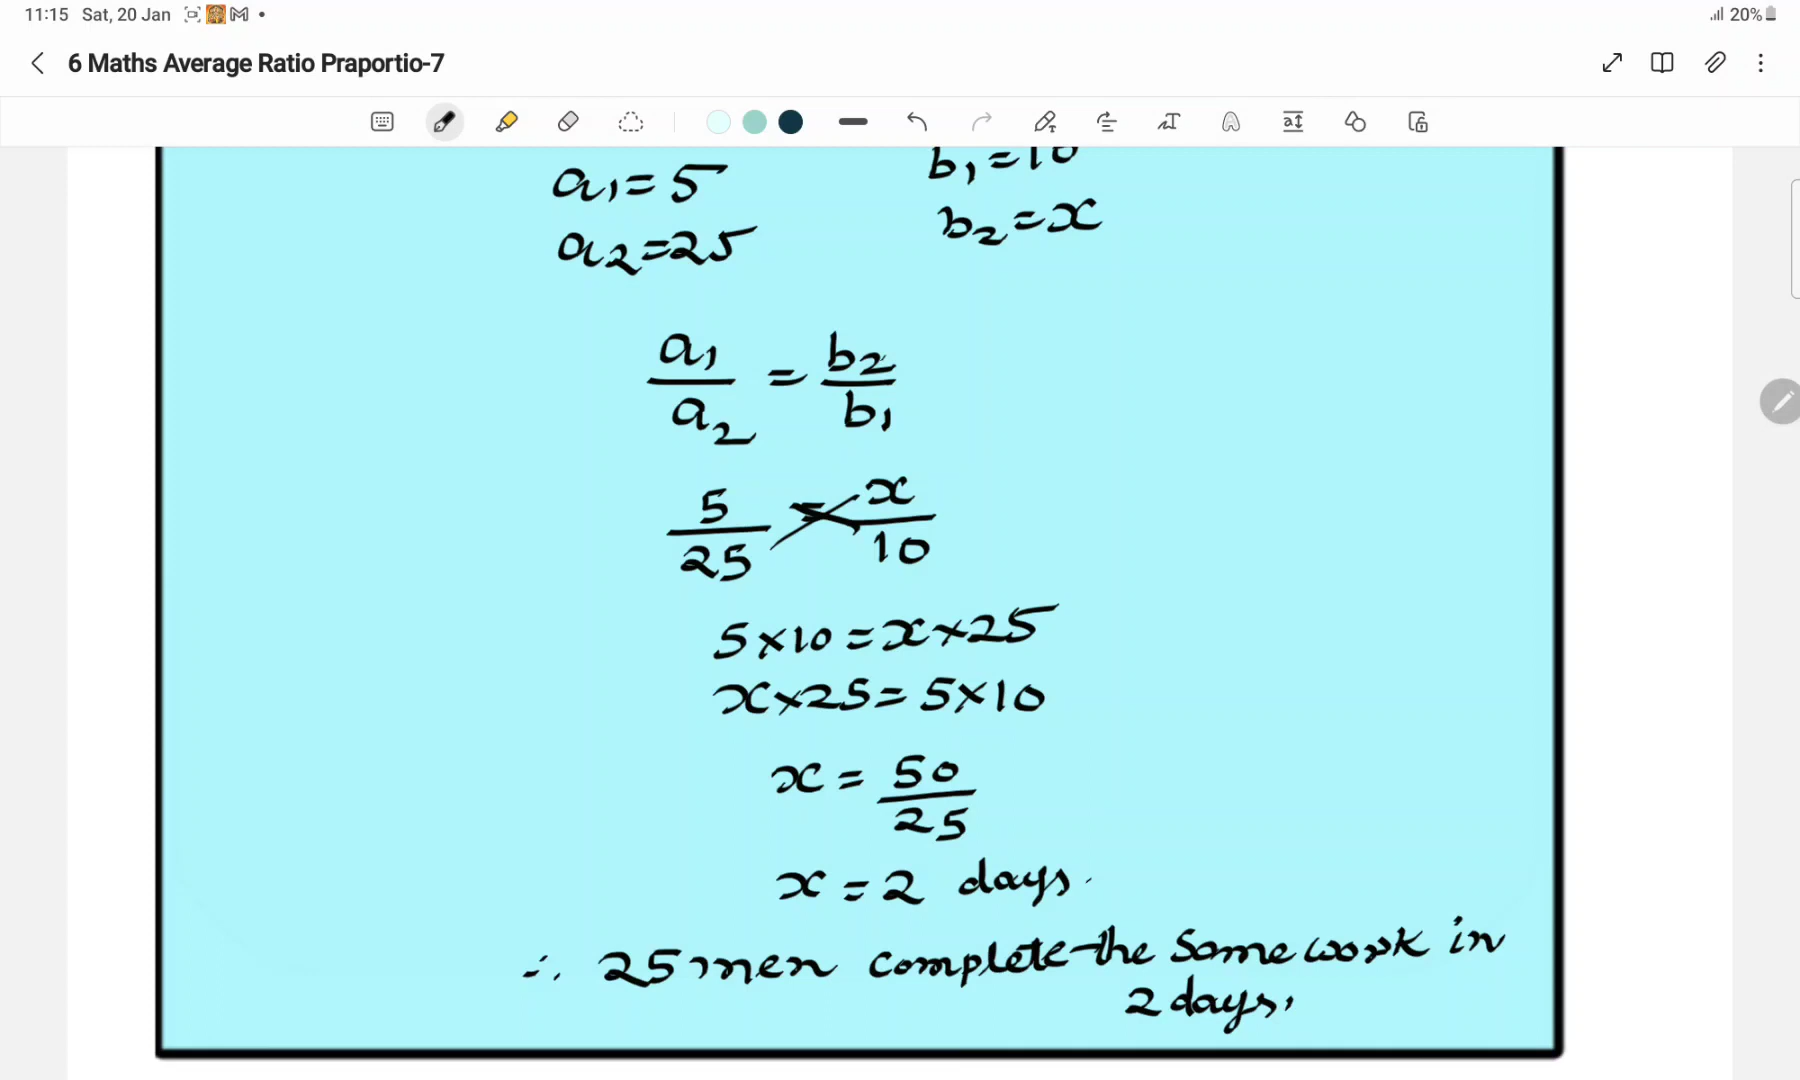 11:15 Sat, 20 Jan 20%
6 Maths Average Ratio Praportio-7
a₁=5 b₁=10
a₂=25 b₂=x
a₁/a₂ = b₂/b₁
5/25 = x/10
5×10=x×25
x×25=5×10
x = 50/25
x = 2 days.
∴ 25 men complete the same work in
2 days.